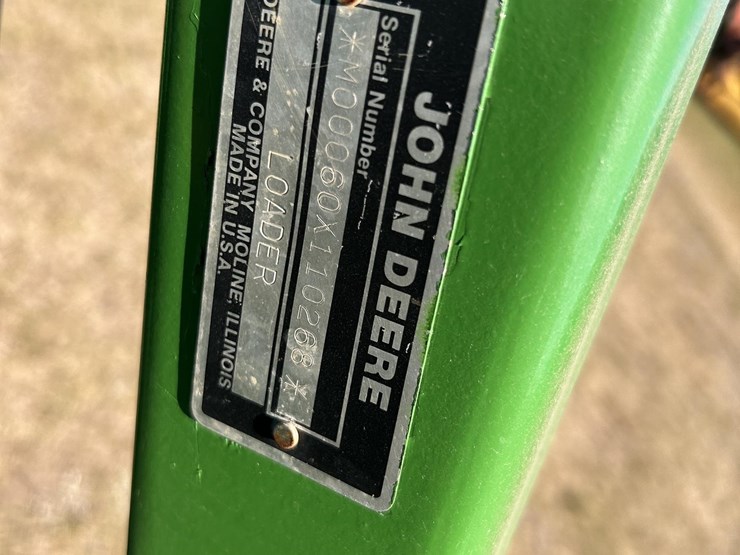 JOHN DEERE
Serial Number
*M00060X110268*
LOADER
DEERE & COMPANY MOLINE, ILLINOIS
MADE IN U.S.A.